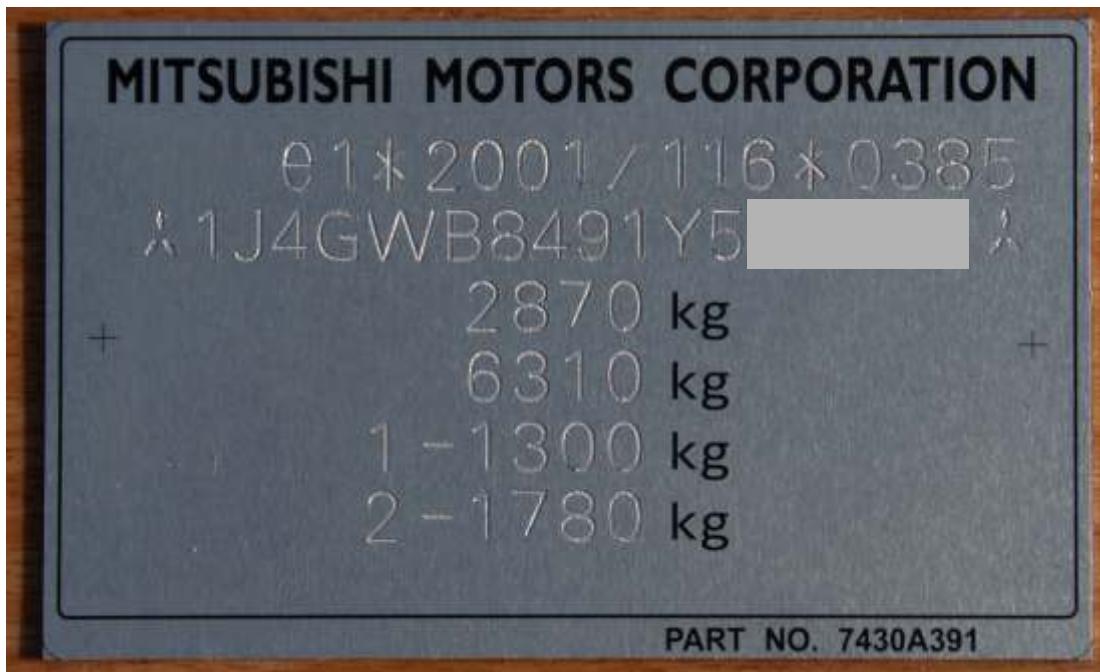 MITSUBISHI MOTORS CORPORATION
e1*2001/116*0385
1J4GWB8491Y5
2870 kg
6310 kg
1-1300 kg
2-1780 kg
PART NO. 7430A391